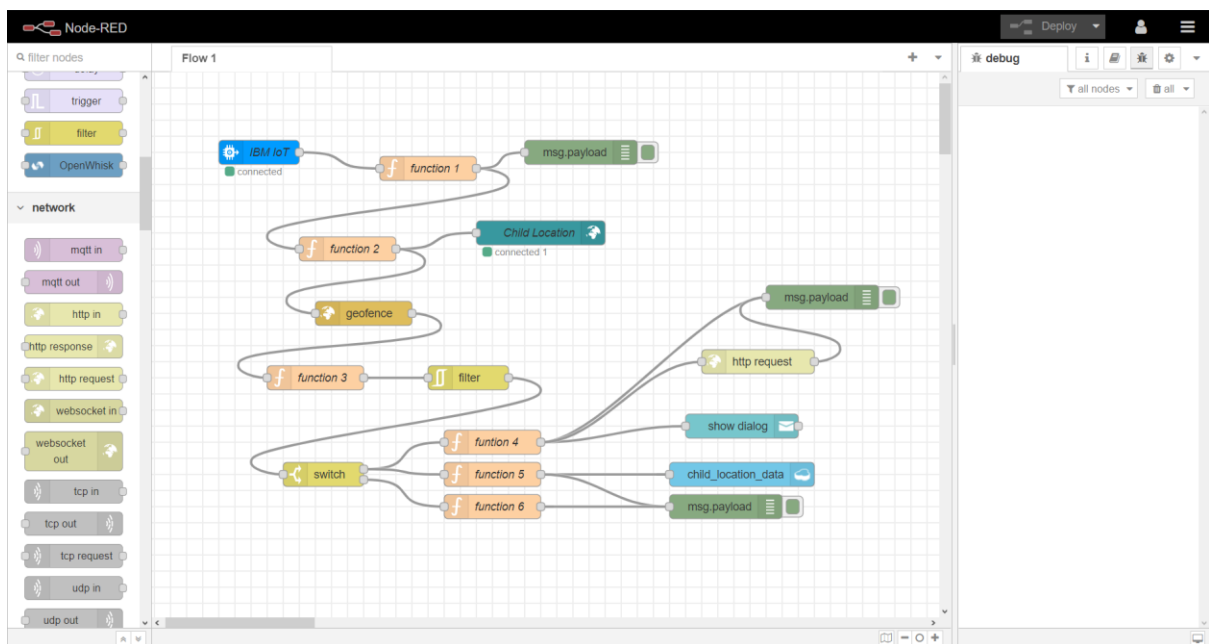 Node-RED
Deploy
filter nodes
Flow 1
debug
i
all nodes
all
delay
trigger
filter
OpenWhisk
network
mqtt in
mqtt out
http in
http response
http request
websocket in
websocket
out
tcp in
tcp out
tcp request
udp in
udp out
IBM IoT
connected
function 1
msg.payload
function 2
Child Location
connected 1
geofence
msg.payload
http request
function 3
filter
show dialog
funtion 4
switch
function 5
child_location_data
function 6
msg.payload